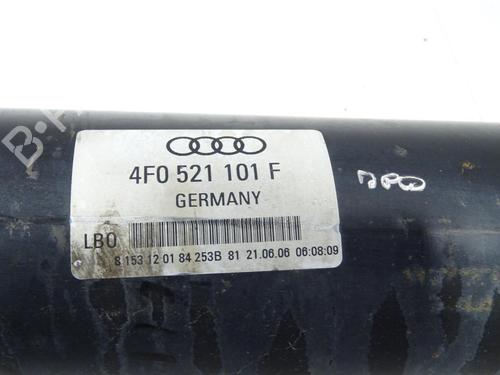 4F0 521 101 F
GERMANY
LBO
8 153 12 01 84 253B 81 21.06.06 06:08:09